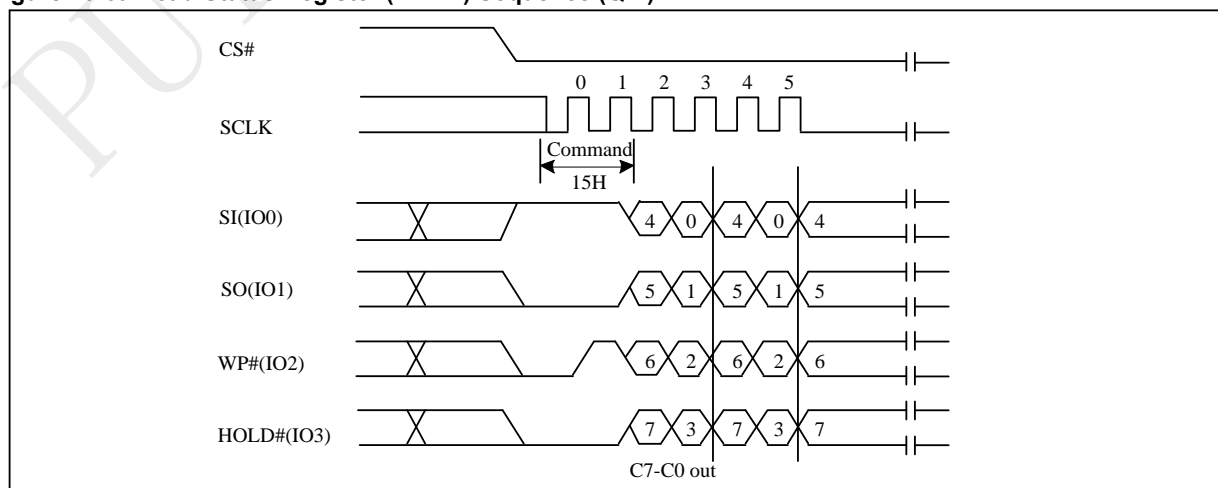 CS#
0 1 2 3 4 5
SCLK
Command
15H
SI(IO0) 4 0 4 0 4
SO(IO1) 5 1 5 1 5
WP#(IO2) 6 2 6 2 6
HOLD#(IO3) 7 3 7 3 7
C7-C0 out